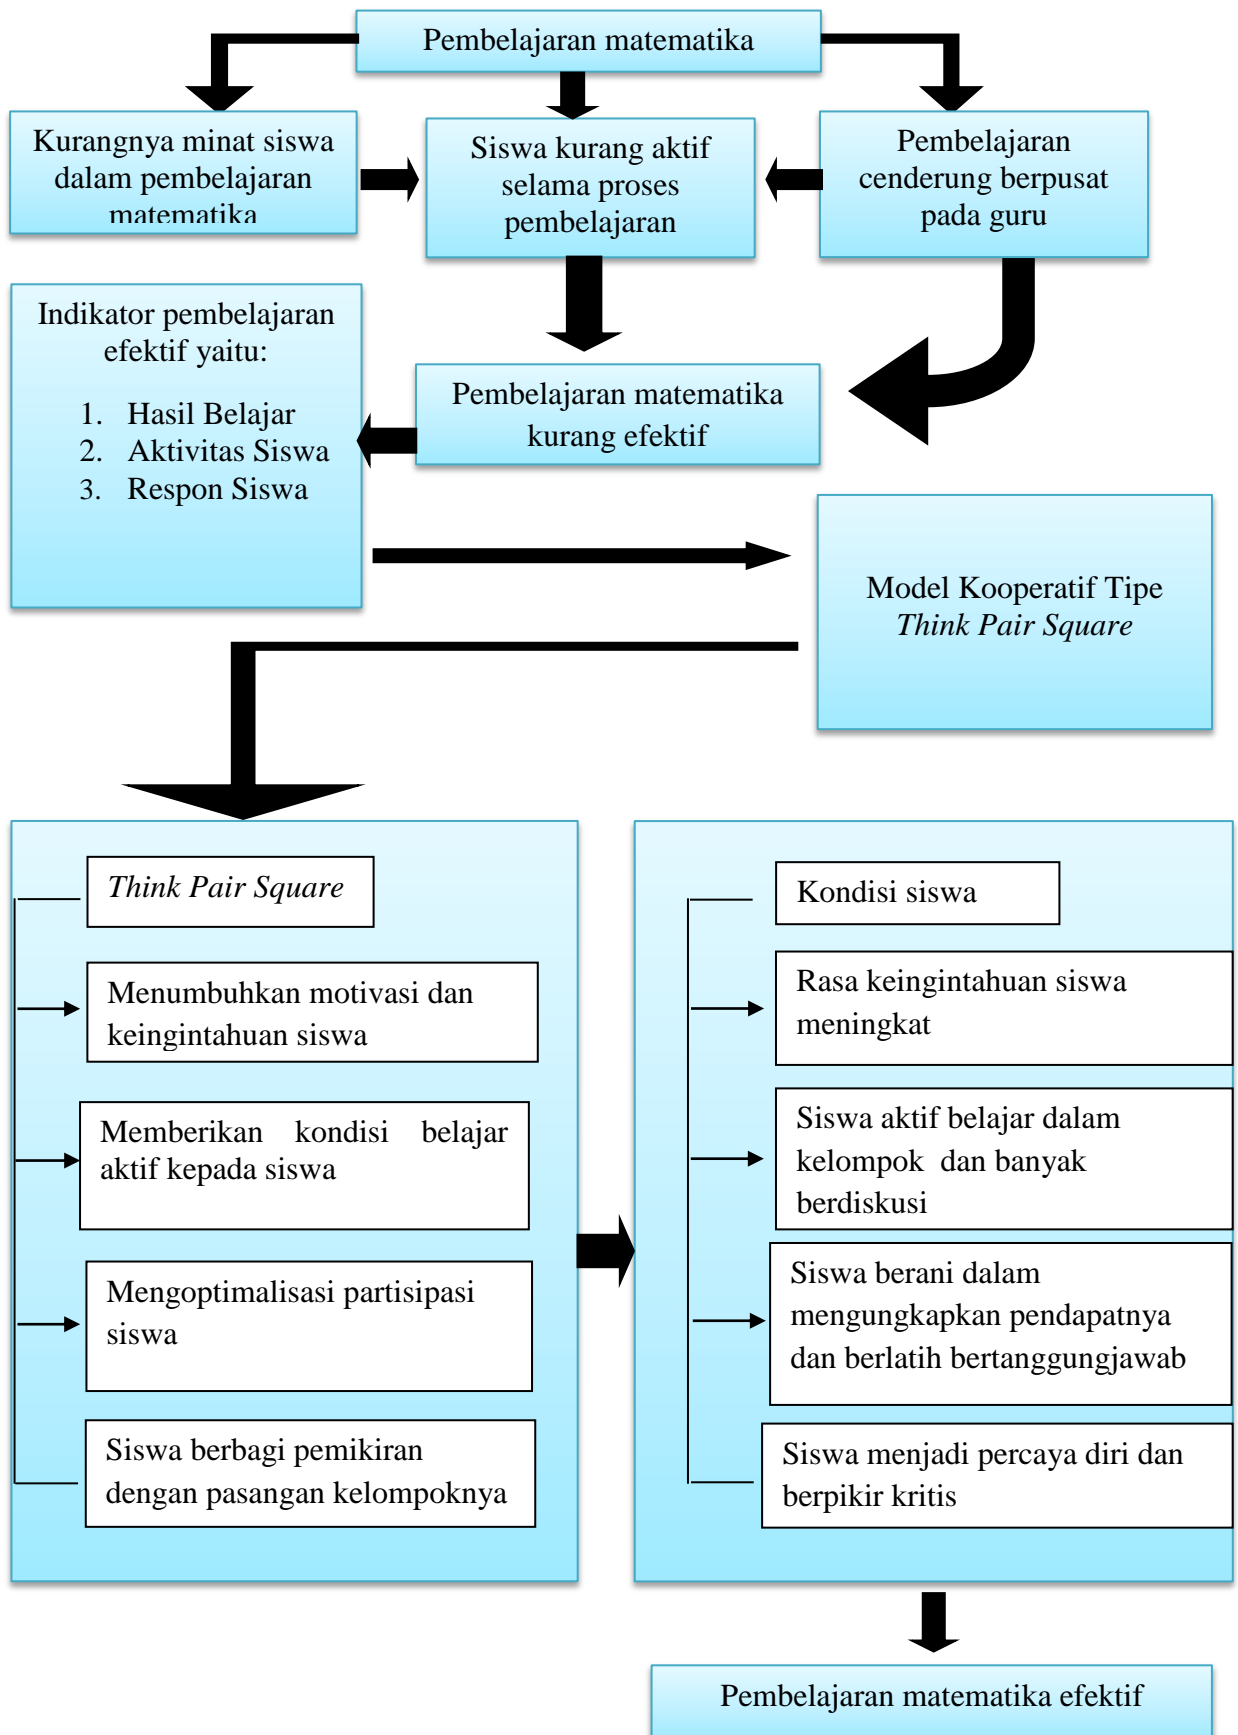 Pembelajaran matematika
Kurangnya minat siswa
dalam pembelajaran
matematika
Siswa kurang aktif
selama proses
pembelajaran
Pembelajaran
cenderung berpusat
pada guru
Indikator pembelajaran
efektif yaitu:
1. Hasil Belajar
2. Aktivitas Siswa
3. Respon Siswa
Pembelajaran matematika
kurang efektif
Model Kooperatif Tipe
Think Pair Square
Think Pair Square
Menumbuhkan motivasi dan
keingintahuan siswa
Memberikan kondisi belajar
aktif kepada siswa
Mengoptimalisasi partisipasi
siswa
Siswa berbagi pemikiran
dengan pasangan kelompoknya
Kondisi siswa
Rasa keingintahuan siswa
meningkat
Siswa aktif belajar dalam
kelompok dan banyak
berdiskusi
Siswa berani dalam
mengungkapkan pendapatnya
dan berlatih bertanggungjawab
Siswa menjadi percaya diri dan
berpikir kritis
Pembelajaran matematika efektif